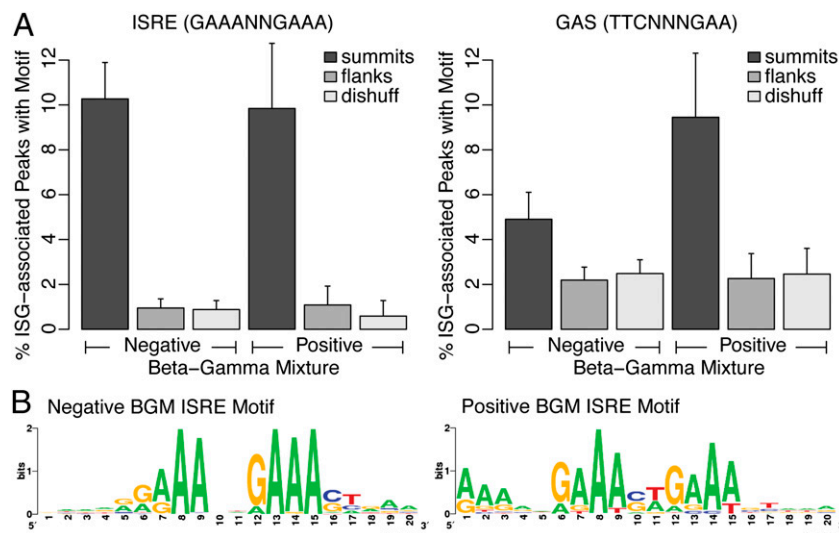 A
ISRE (GAAANNGAAA)
% ISG-associated Peaks with Motif
0 2 4 6 8 10 12
summits
flanks
dishuff
Negative
Positive
Beta-Gamma Mixture
GAS (TTCNNNGAA)
% ISG-associated Peaks with Motif
0 2 4 6 8 10 12
summits
flanks
dishuff
Negative
Positive
Beta-Gamma Mixture
B
Negative BGM ISRE Motif
bits
2
1
0
GGAAA GAAACT
5′ 1 2 3 4 5 6 7 8 9 10 11 12 13 14 15 16 17 18 19 20 3′
Positive BGM ISRE Motif
bits
2
1
0
AAA GAAACTGAAA
5′ 1 2 3 4 5 6 7 8 9 10 11 12 13 14 15 16 17 18 19 20